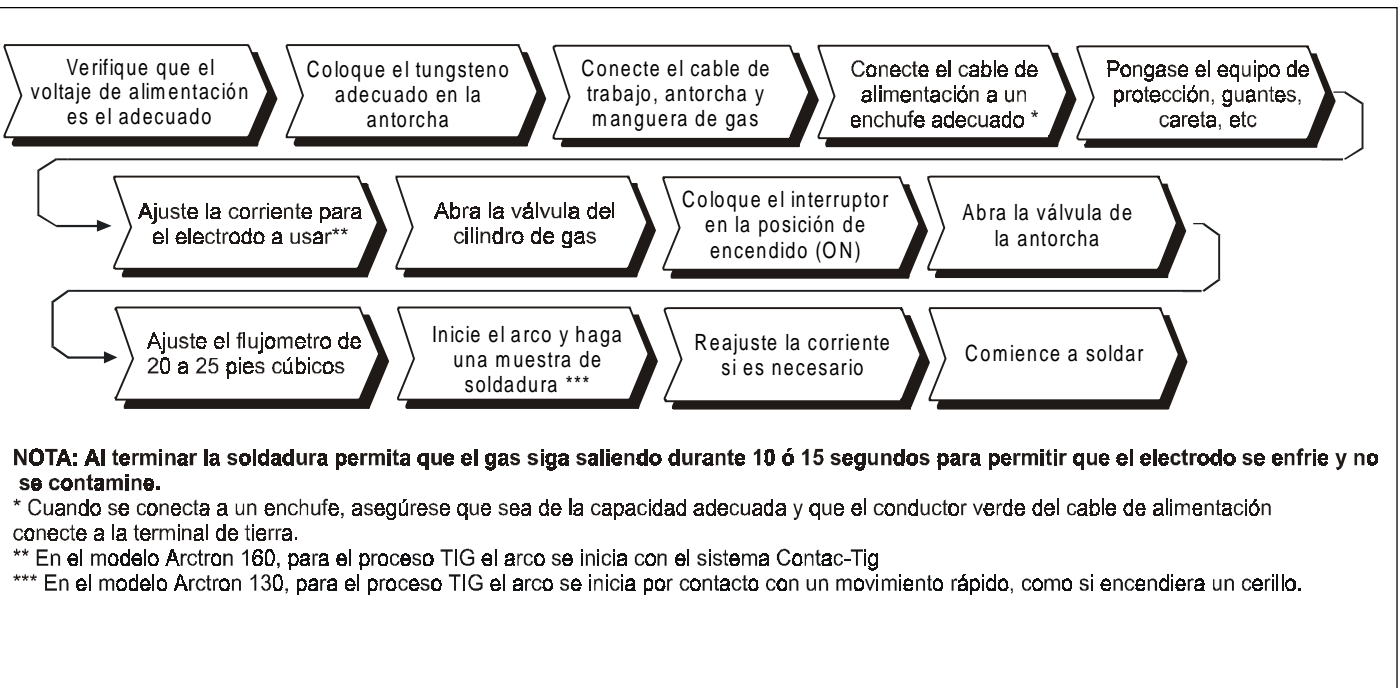 Verifique que el
voltaje de alimentación
es el adecuado
Coloque el tungsteno
adecuado en la
antorcha
Conecte el cable de
trabajo, antorcha y
manguera de gas
Conecte el cable de
alimentación a un
enchufe adecuado *
Pongase el equipo de
protección, guantes,
careta, etc
Ajuste la corriente para
el electrodo a usar**
Abra la válvula del
cilindro de gas
Coloque el interruptor
en la posición de
encendido (ON)
Abra la válvula de
la antorcha
Ajuste el flujometro de
20 a 25 pies cúbicos
Inicie el arco y haga
una muestra de
soldadura ***
Reajuste la corriente
si es necesario
Comience a soldar
NOTA: Al terminar la soldadura permita que el gas siga saliendo durante 10 ó 15 segundos para permitir que el electrodo se enfrie y no
se contamine.
* Cuando se conecta a un enchufe, asegúrese que sea de la capacidad adecuada y que el conductor verde del cable de alimentación
conecte a la terminal de tierra.
** En el modelo Arctron 160, para el proceso TIG el arco se inicia con el sistema Contac-Tig
*** En el modelo Arctron 130, para el proceso TIG el arco se inicia por contacto con un movimiento rápido, como si encendiera un cerillo.